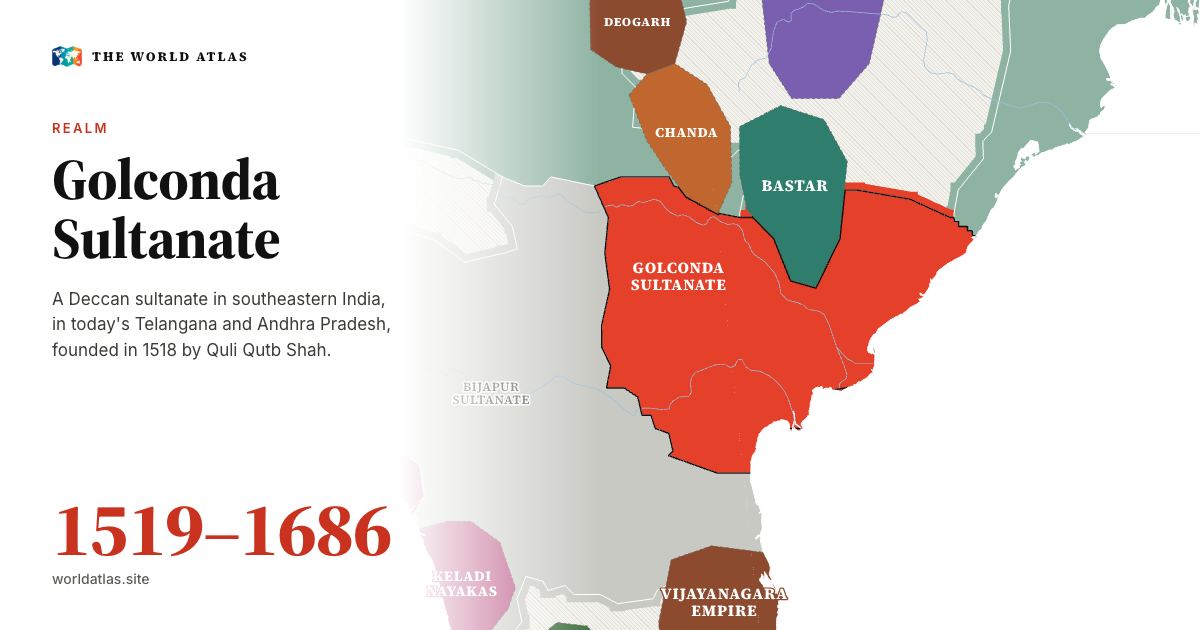 THE WORLD ATLAS
REALM
Golconda
Sultanate
A Deccan sultanate in southeastern India,
in today's Telangana and Andhra Pradesh,
founded in 1518 by Quli Qutb Shah.
1519–1686
worldatlas.site
DEOGARH
CHANDA
BASTAR
GOLCONDA
SULTANATE
BIJAPUR
SULTANATE
KELADI
NAYAKAS
VIJAYANAGARA
EMPIRE